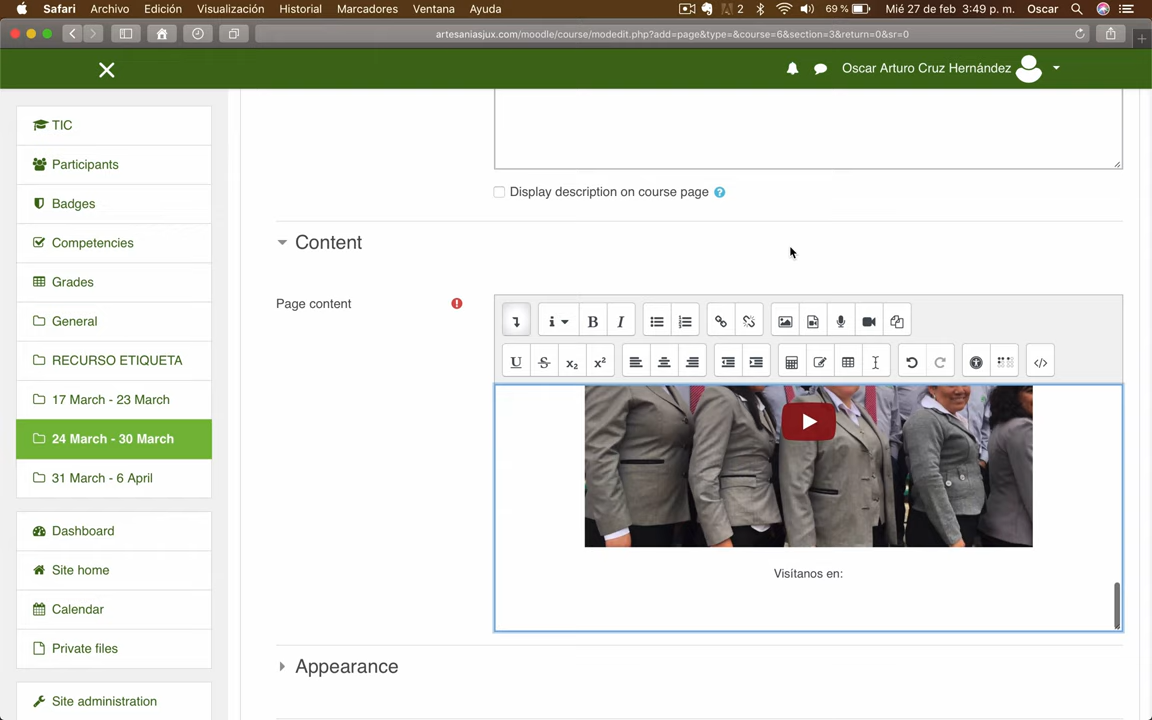 Safari Archivo Edición Visualización Historial Marcadores Ventana Ayuda 2 69 % Mié 27 de feb 3:49 p. m. Oscar
artesaniasjux.com/moodle/course/modedit.php?add=page&type=&course=6&section=3&return=0&sr=0
Oscar Arturo Cruz Hernández
TIC
Participants
Badges
Competencies
Grades
General
RECURSO ETIQUETA
17 March - 23 March
24 March - 30 March
31 March - 6 April
Dashboard
Site home
Calendar
Private files
Site administration
Display description on course page
Content
Page content
Visítanos en:
Appearance